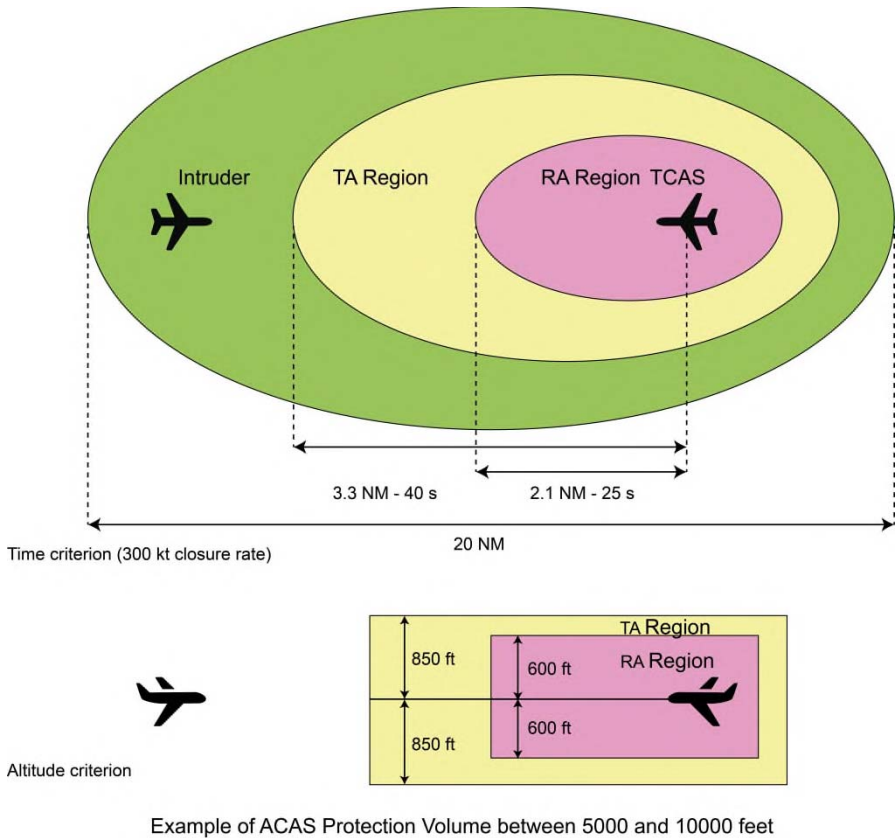 Intruder
TA Region
RA Region TCAS
3.3 NM - 40 s
2.1 NM - 25 s
20 NM
Time criterion (300 kt closure rate)
TA Region
850 ft
600 ft
RA Region
850 ft
600 ft
Altitude criterion
Example of ACAS Protection Volume between 5000 and 10000 feet